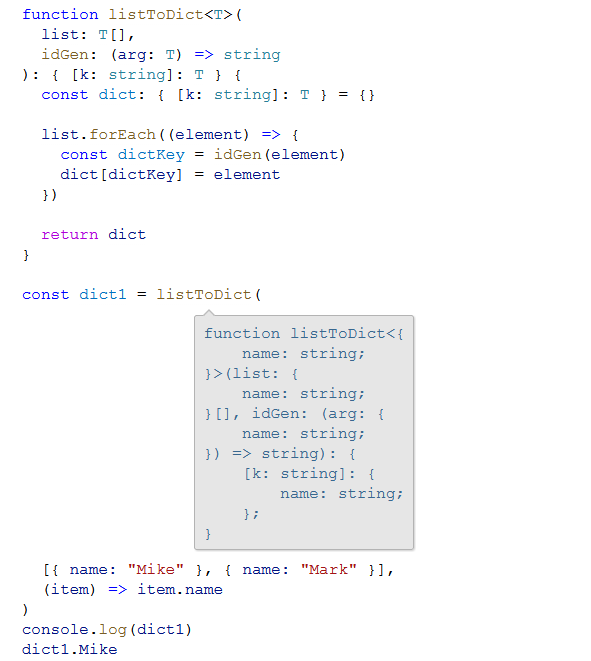 function listToDict<T>(
  list: T[],
  idGen: (arg: T) => string
): { [k: string]: T } {
  const dict: { [k: string]: T } = {}
  list.forEach((element) => {
    const dictKey = idGen(element)
    dict[dictKey] = element
  })
  return dict
}
const dict1 = listToDict(
function listToDict<{
    name: string;
}>(list: {
    name: string;
}[], idGen: (arg: {
    name: string;
}) => string): {
    [k: string]: {
        name: string;
    };
}
  [{ name: "Mike" }, { name: "Mark" }],
  (item) => item.name
)
console.log(dict1)
dict1.Mike